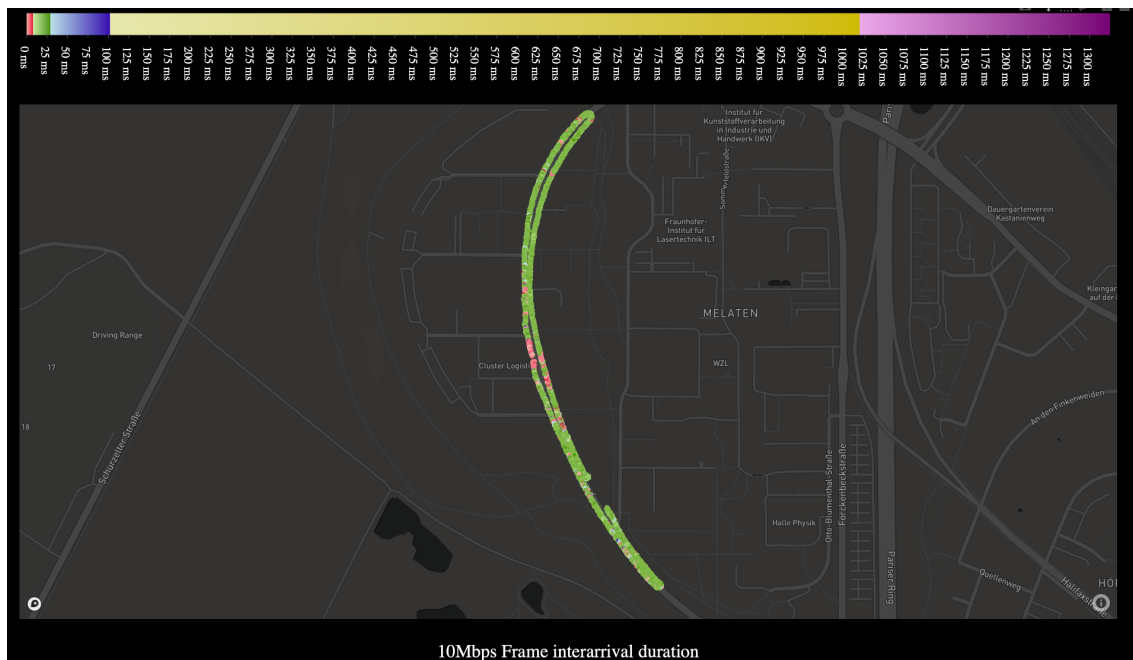 0 ms
25 ms
50 ms
75 ms
100 ms
125 ms
150 ms
175 ms
200 ms
225 ms
250 ms
275 ms
300 ms
325 ms
350 ms
375 ms
400 ms
425 ms
450 ms
475 ms
500 ms
525 ms
550 ms
575 ms
600 ms
625 ms
650 ms
675 ms
700 ms
725 ms
750 ms
775 ms
800 ms
825 ms
850 ms
875 ms
900 ms
925 ms
950 ms
975 ms
1000 ms
1025 ms
1050 ms
1075 ms
1100 ms
1125 ms
1150 ms
1175 ms
1200 ms
1225 ms
1250 ms
1275 ms
1300 ms
Institut für
Kunststoffverarbeitung
in Industrie und
Handwerk (IKV)
Pari
Sommerfeldstraße
Dauergartenverein
Kastanienweg
Fraunhofer-
Institut für
Lasertechnik ILT
Kleingar
auf der
MELATEN
Driving Range
17
Cluster Logisti
WZL
An den Finkenweiden
18
Schurzelter Straße
Otto-Blumenthal-Straße
Forckenbeckstraße
Halle Physik
Pariser Ring
Quellenweg
Halifaxstraße
HÖ
10Mbps Frame interarrival duration